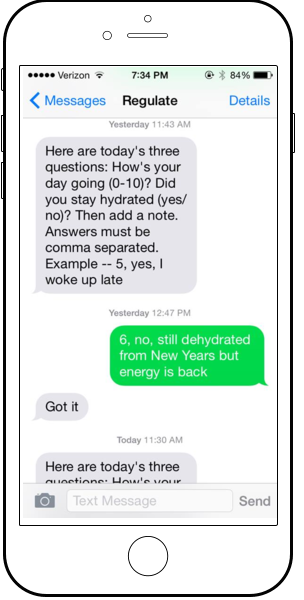 Verizon 7:34 PM 84%
Messages Regulate Details
Yesterday 11:43 AM
Here are today's three
questions: How's your
day going (0-10)? Did
you stay hydrated (yes/
no)? Then add a note.
Answers must be
comma separated.
Example -- 5, yes, I
woke up late
Yesterday 12:47 PM
6, no, still dehydrated
from New Years but
energy is back
Got it
Today 11:30 AM
Here are today's three
questions: How's your
Text Message Send